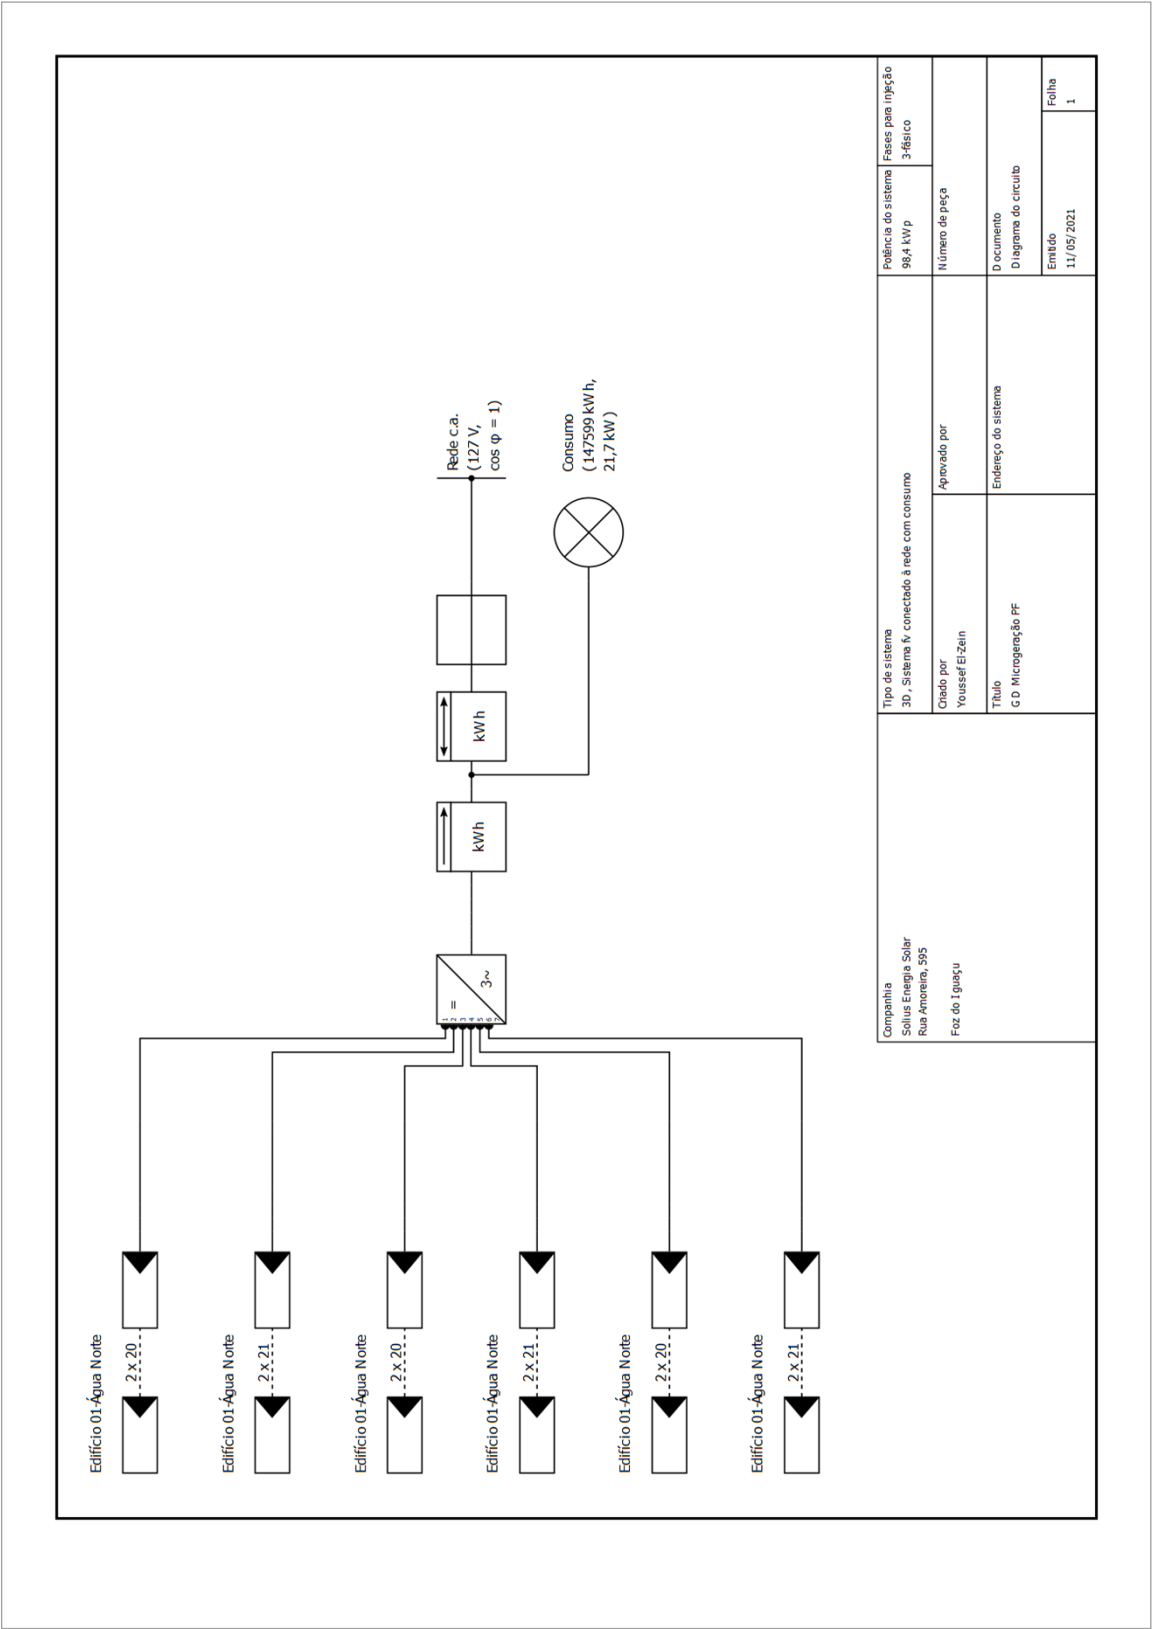 Edifício 01-Água Norte
2 x 20
Edifício 01-Água Norte
2 x 21
Edifício 01-Água Norte
2 x 20
Edifício 01-Água Norte
2 x 21
Edifício 01-Água Norte
2 x 20
Edifício 01-Água Norte
2 x 21
1
2
3
4
5
6
7
=
3~
kWh
kWh
Rede c.a.
(127 V,
cos φ = 1)
Consumo
(147599 kWh,
21,7 kW)
Companhia
Solius Energia Solar
Rua Amoreira, 595
Foz do Iguaçu
Tipo de sistema
3D, Sistema fv conectado à rede com consumo
Potência do sistema
98,4 kWp
Fases para injeção
3-fásico
Criado por
Youssef El-Zein
Aprovado por
Número de peça
Título
GD Microgeração PF
Endereço do sistema
Documento
Diagrama do circuito
Emitido
11/05/2021
Folha
1